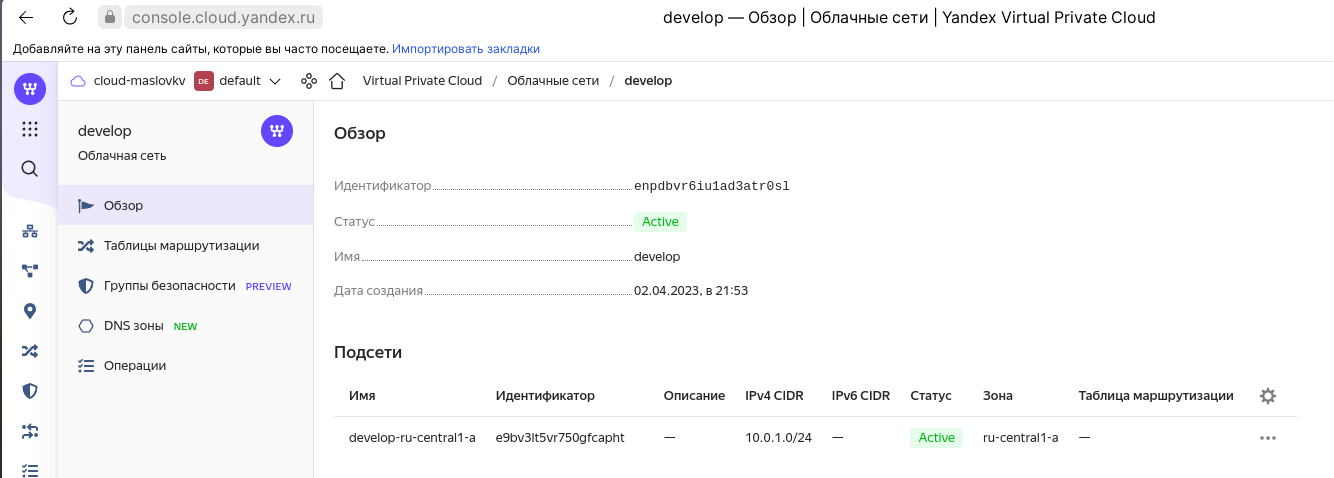 console.cloud.yandex.ru
develop — Обзор | Облачные сети | Yandex Virtual Private Cloud
Добавляйте на эту панель сайты, которые вы часто посещаете. Импортировать закладки
cloud-maslovkv DE default Virtual Private Cloud / Облачные сети / develop
develop
Облачная сеть
Обзор
Таблицы маршрутизации
Группы безопасности PREVIEW
DNS зоны NEW
Операции
Обзор
Идентификатор enpdbvr6iu1ad3atr0sl
Статус Active
Имя develop
Дата создания 02.04.2023, в 21:53
Подсети
Имя Идентификатор Описание IPv4 CIDR IPv6 CIDR Статус Зона Таблица маршрутизации
develop-ru-central1-a e9bv3lt5vr750gfcapht — 10.0.1.0/24 — Active ru-central1-a —